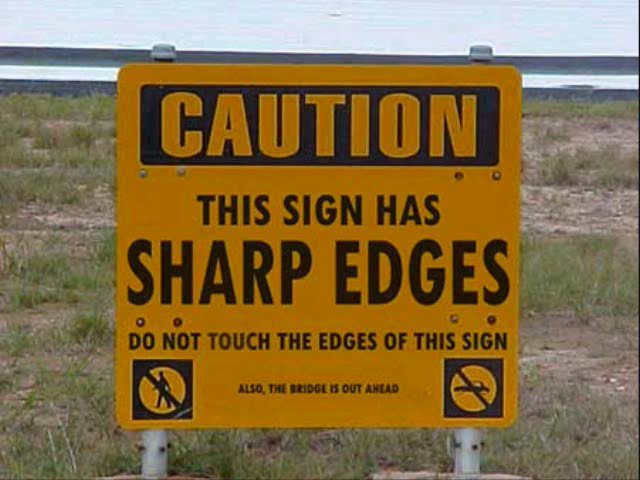 CAUTION
THIS SIGN HAS
SHARP EDGES
DO NOT TOUCH THE EDGES OF THIS SIGN
ALSO, THE BRIDGE IS OUT AHEAD